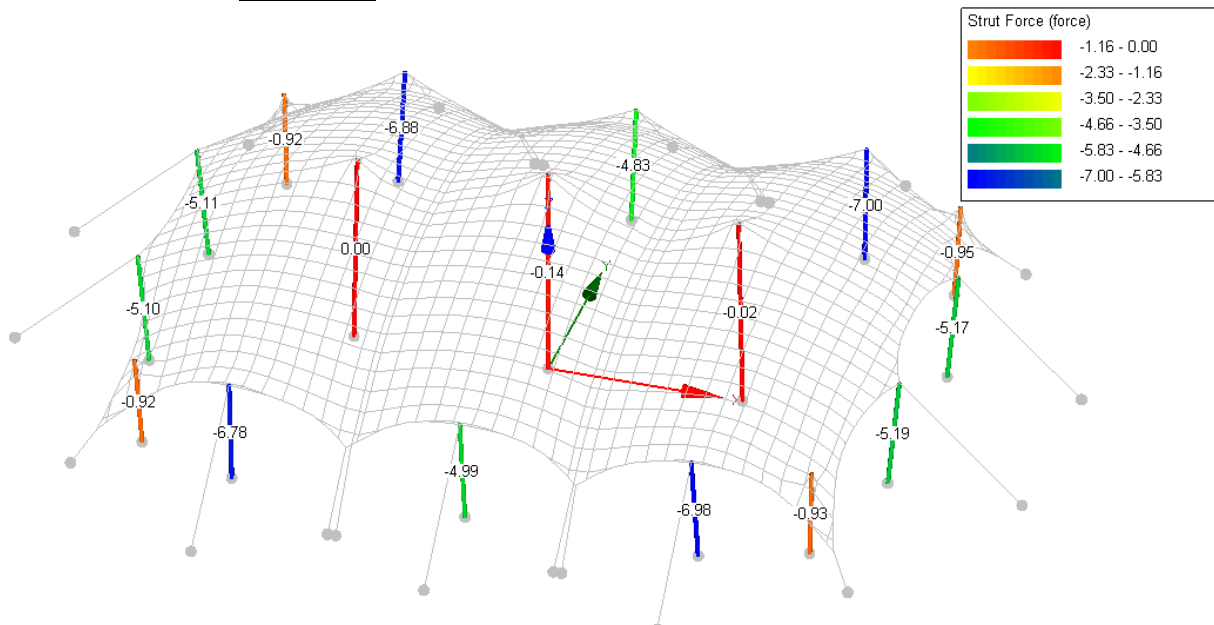 Strut Force (force)
-1.16 - 0.00
-2.33 - -1.16
-3.50 - -2.33
-4.66 - -3.50
-5.83 - -4.66
-7.00 - -5.83
-0.92
-6.88
-4.83
-5.11
-7.00
0.00
-0.14
Z
Y
-0.95
-5.10
-0.02
-5.17
X
-0.92
-6.78
-5.19
-4.99
-6.98
-0.93